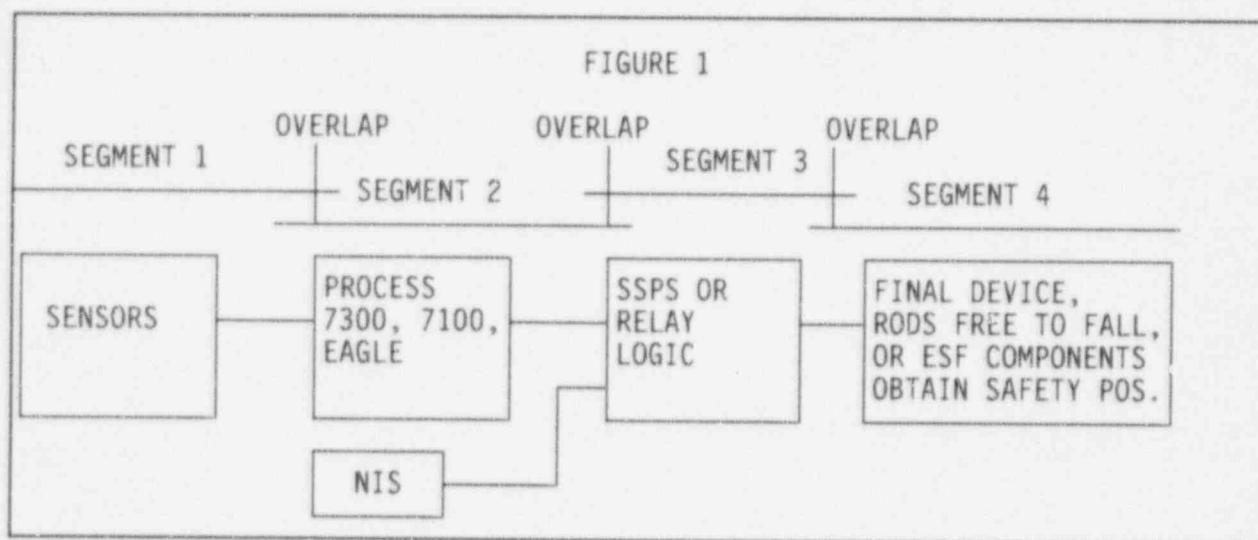 FIGURE 1
OVERLAP OVERLAP OVERLAP
SEGMENT 1 SEGMENT 3
SEGMENT 2 SEGMENT 4
SENSORS
PROCESS
7300, 7100,
EAGLE
SSPS OR
RELAY
LOGIC
FINAL DEVICE,
RODS FREE TO FALL,
OR ESF COMPONENTS
OBTAIN SAFETY POS.
NIS